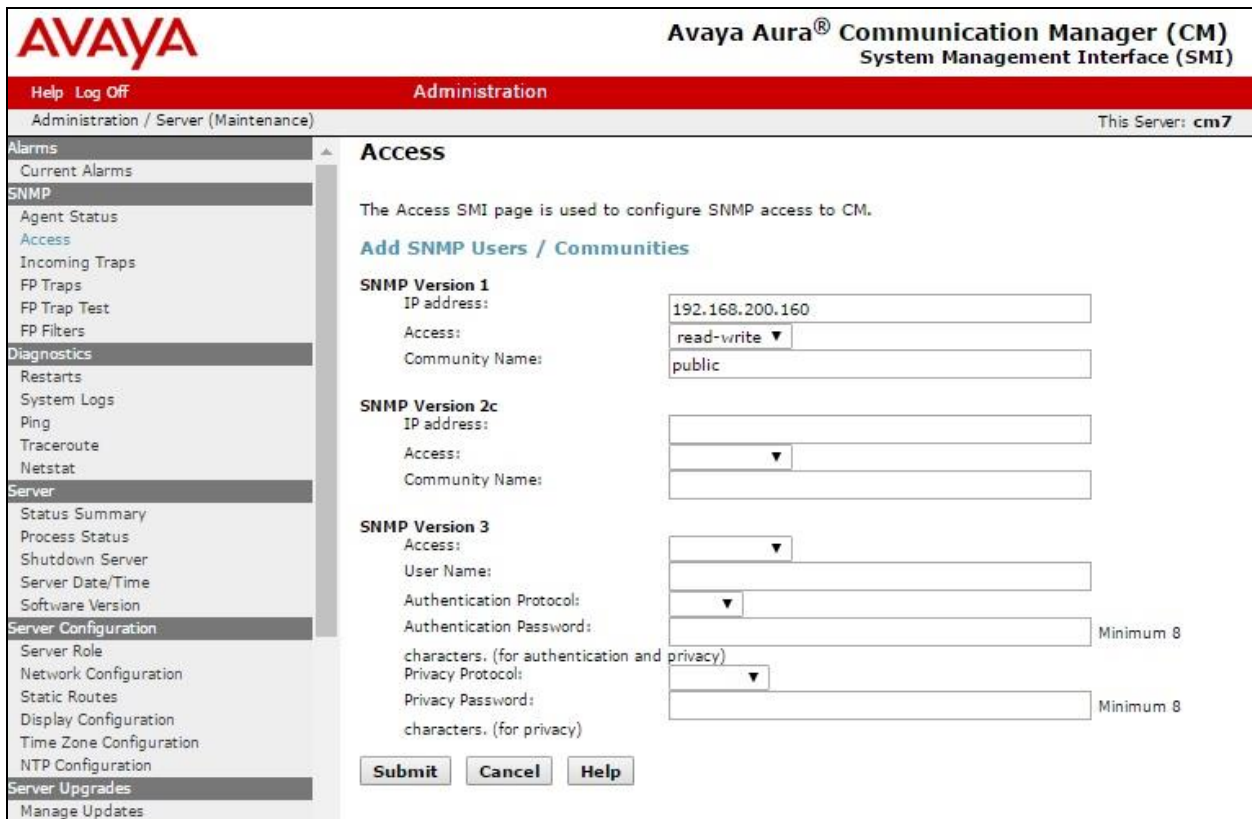 AVAYA
Avaya Aura® Communication Manager (CM)
System Management Interface (SMI)
Help Log Off
Administration
Administration / Server (Maintenance)
This Server: cm7
Alarms
Current Alarms
SNMP
Agent Status
Access
Incoming Traps
FP Traps
FP Trap Test
FP Filters
Diagnostics
Restarts
System Logs
Ping
Traceroute
Netstat
Server
Status Summary
Process Status
Shutdown Server
Server Date/Time
Software Version
Server Configuration
Server Role
Network Configuration
Static Routes
Display Configuration
Time Zone Configuration
NTP Configuration
Server Upgrades
Manage Updates
Access
The Access SMI page is used to configure SNMP access to CM.
Add SNMP Users / Communities
SNMP Version 1
IP address: 192.168.200.160
Access: read-write
Community Name: public
SNMP Version 2c
IP address:
Access:
Community Name:
SNMP Version 3
Access:
User Name:
Authentication Protocol:
Authentication Password: Minimum 8
characters. (for authentication and privacy)
Privacy Protocol:
Privacy Password: Minimum 8
characters. (for privacy)
Submit Cancel Help